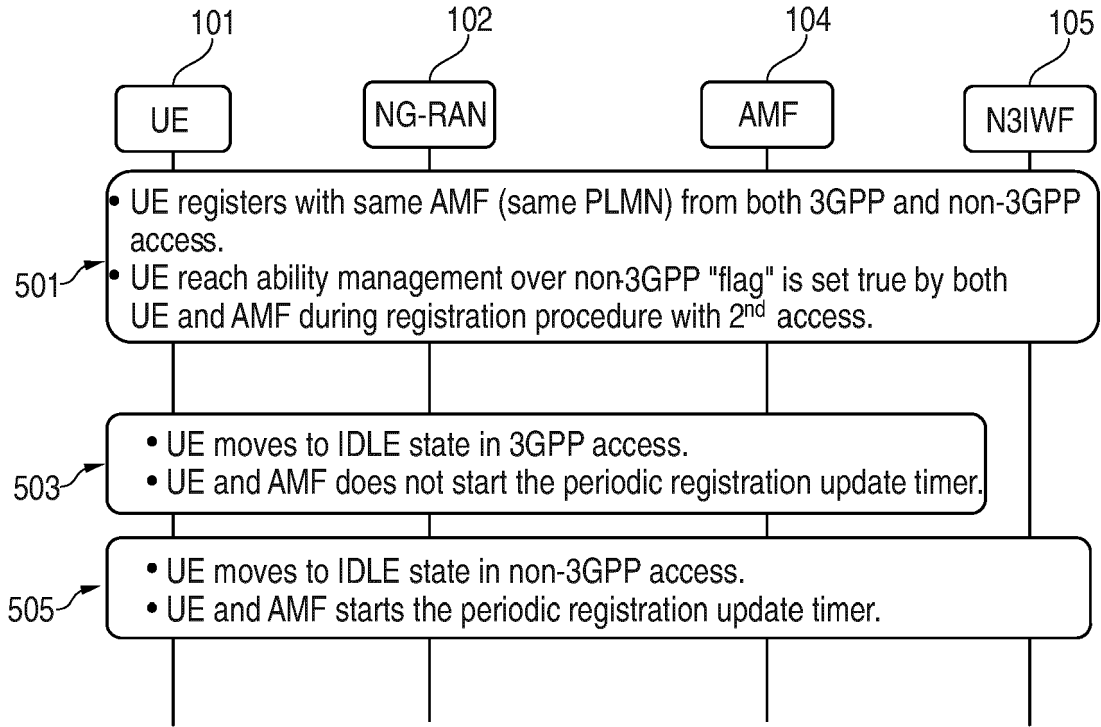 101
102
104
105
UE
NG-RAN
AMF
N3IWF
• UE registers with same AMF (same PLMN) from both 3GPP and non-3GPP
access.
501
• UE reach ability management over non-3GPP "flag" is set true by both
UE and AMF during registration procedure with 2nd access.
• UE moves to IDLE state in 3GPP access.
503
• UE and AMF does not start the periodic registration update timer.
• UE moves to IDLE state in non-3GPP access.
505
• UE and AMF starts the periodic registration update timer.